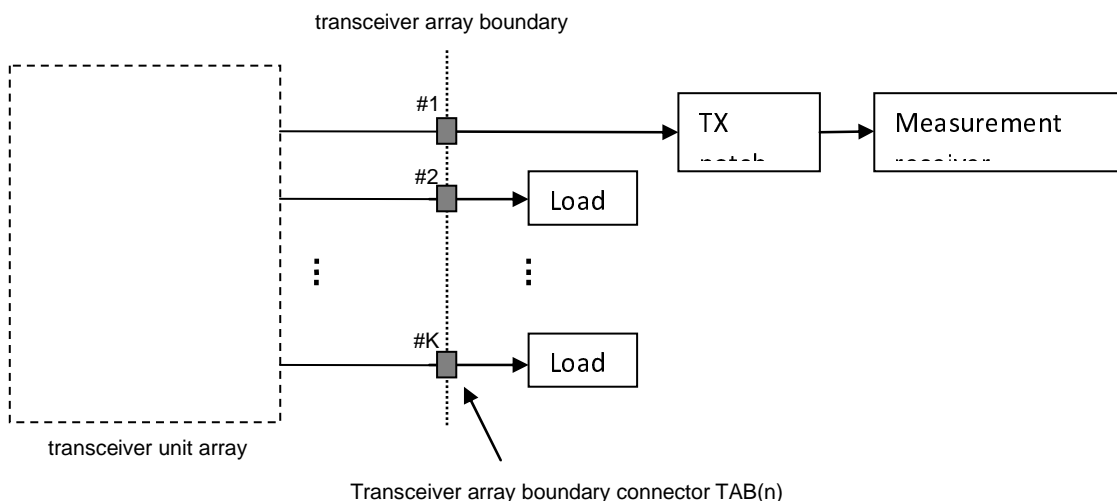 transceiver array boundary
#1
TX
Measurement
#2
Load
#K
Load
transceiver unit array
Transceiver array boundary connector TAB(n)